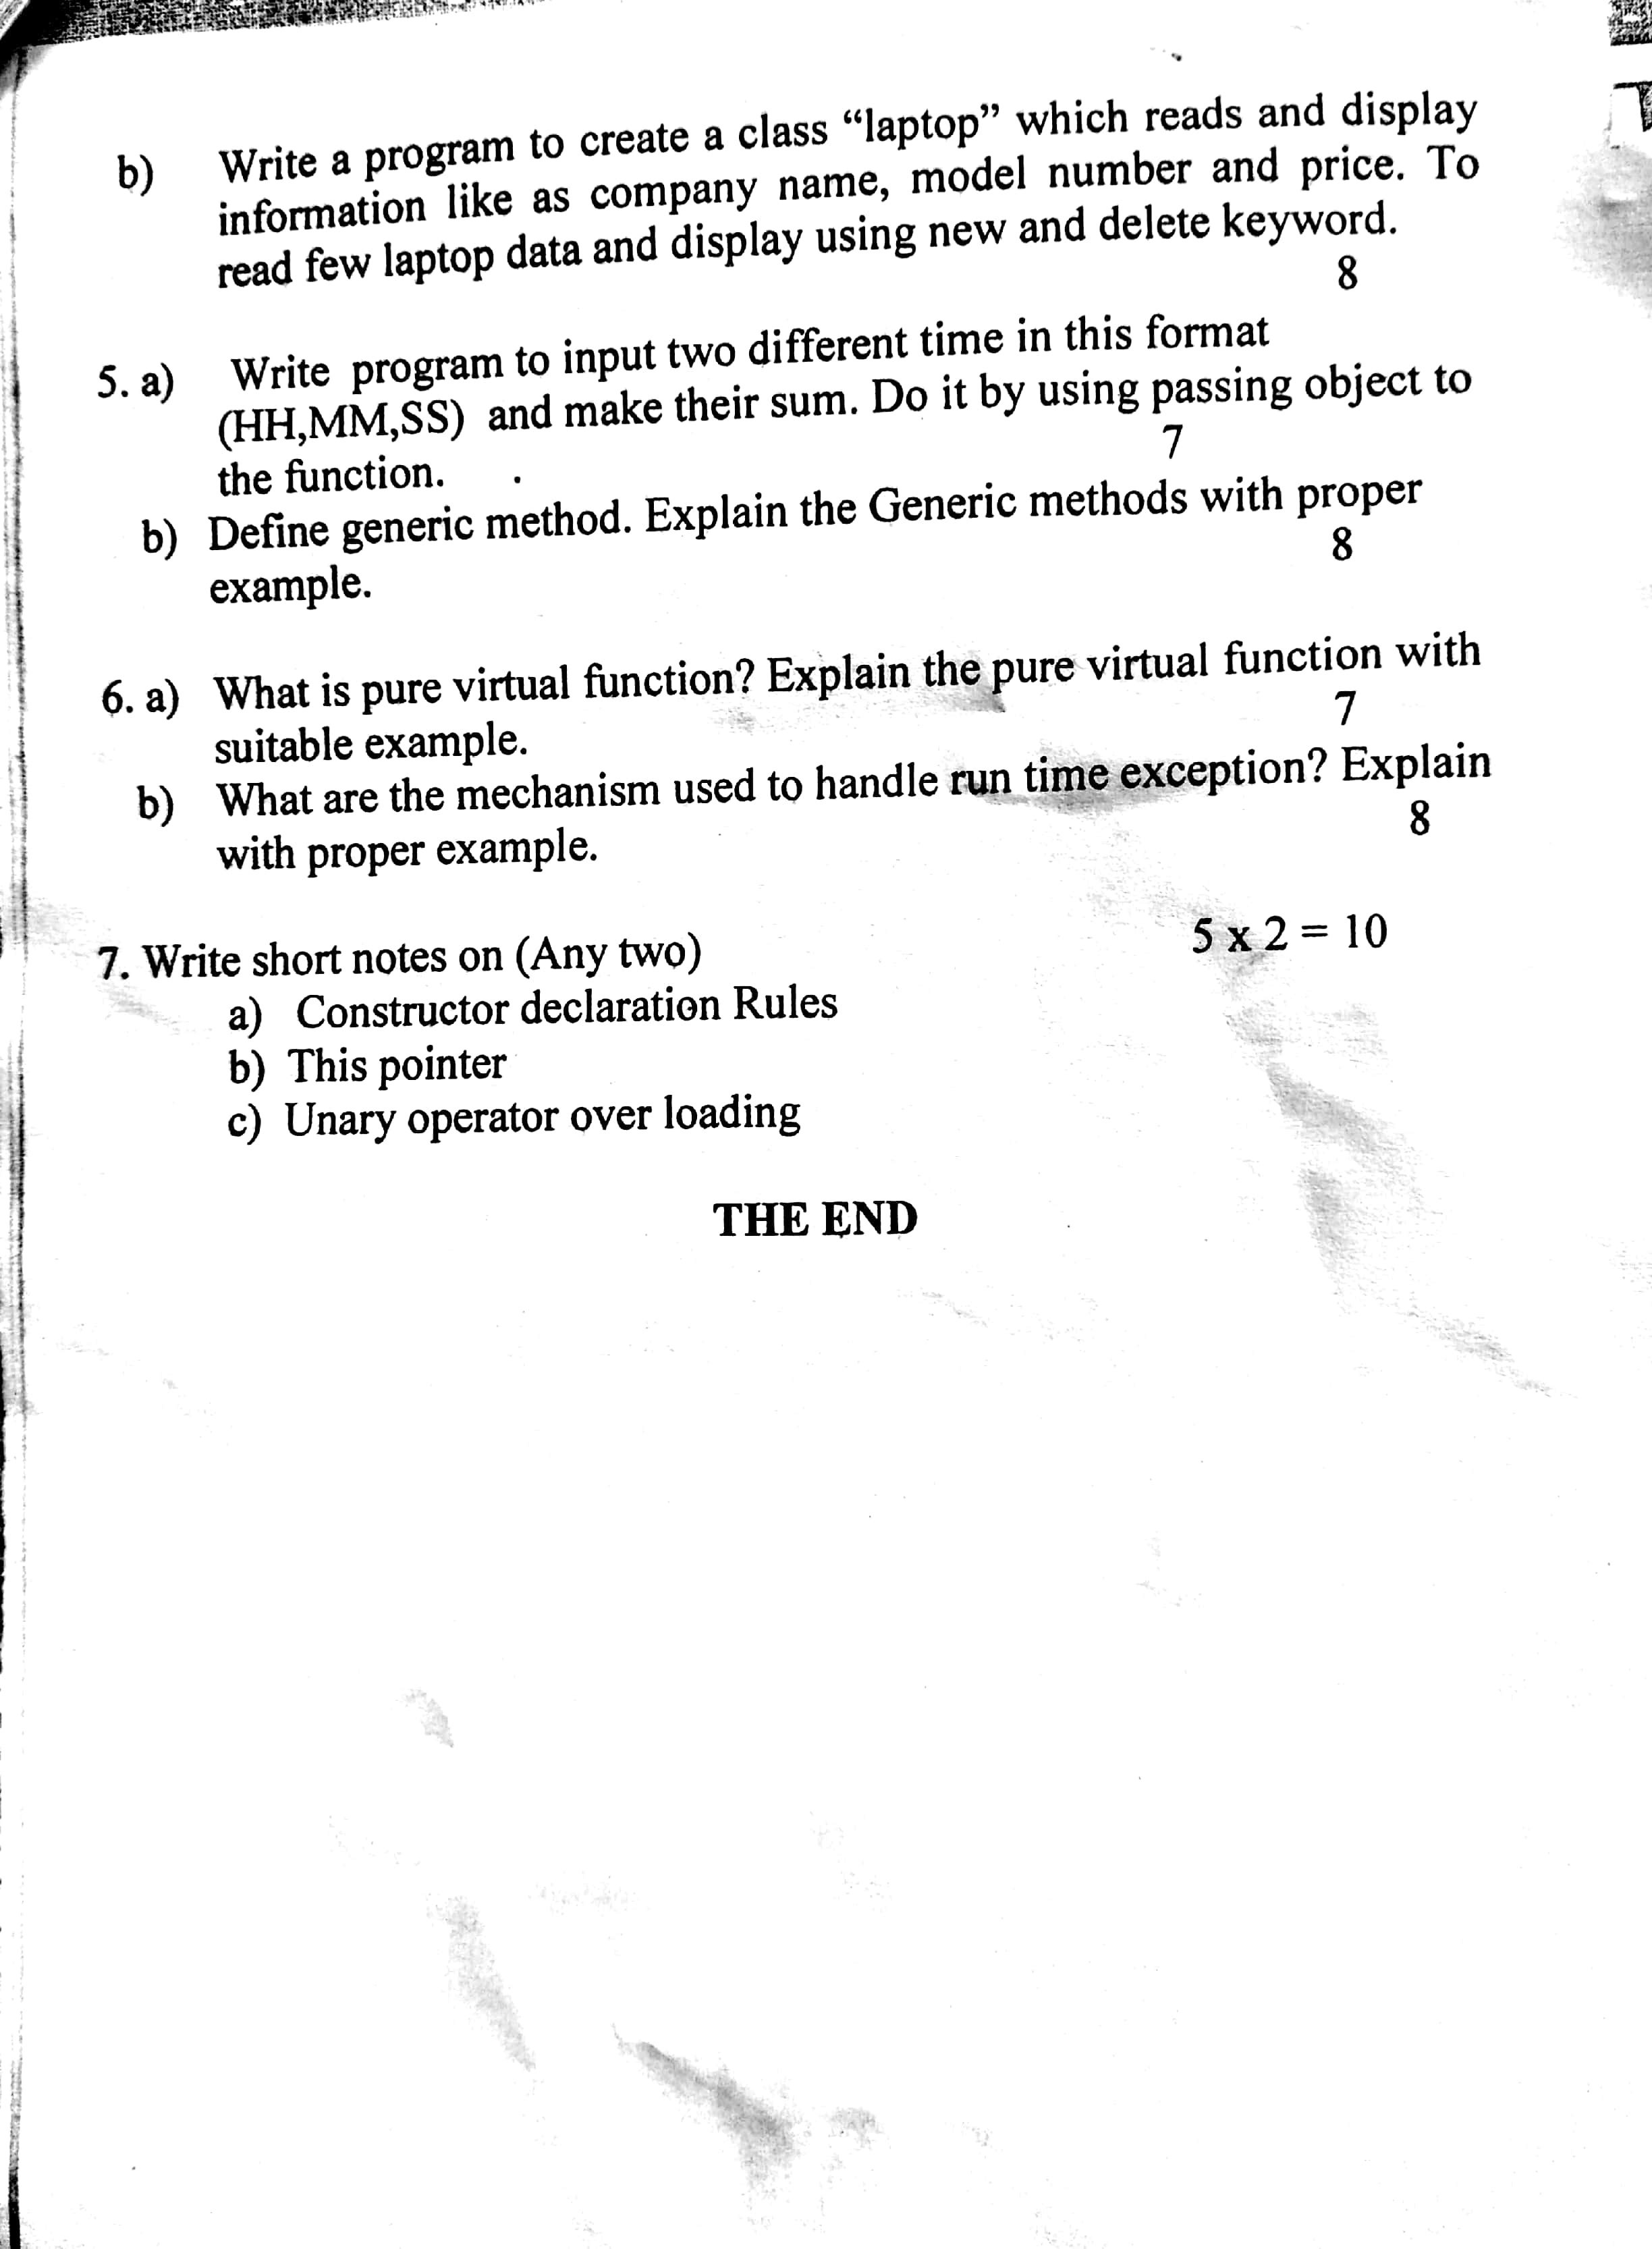 b) Write a program to create a class “laptop” which reads and display
information like as company name, model number and price. To
read few laptop data and display using new and delete keyword.
8
5. a) Write program to input two different time in this format
(HH,MM,SS) and make their sum. Do it by using passing object to
the function. 7
b) Define generic method. Explain the Generic methods with proper
example. 8
6. a) What is pure virtual function? Explain the pure virtual function with
suitable example. 7
b) What are the mechanism used to handle run time exception? Explain
with proper example. 8
7. Write short notes on (Any two) 5 x 2 = 10
a) Constructor declaration Rules
b) This pointer
c) Unary operator over loading
THE END